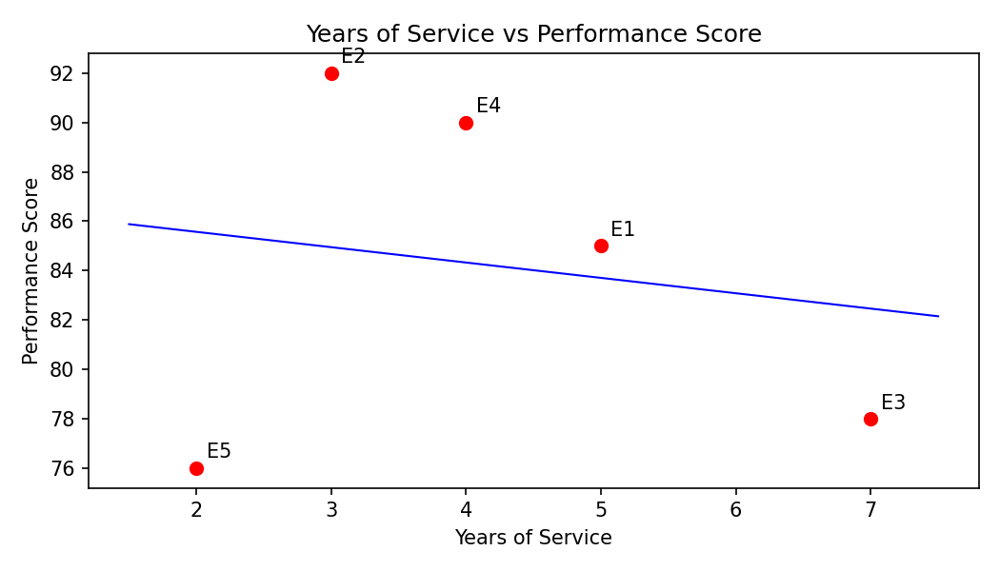 Years of Service vs Performance Score
E2
E4
E1
E3
E5
92
90
88
86
84
82
80
78
76
Performance Score
2 3 4 5 6 7
Years of Service